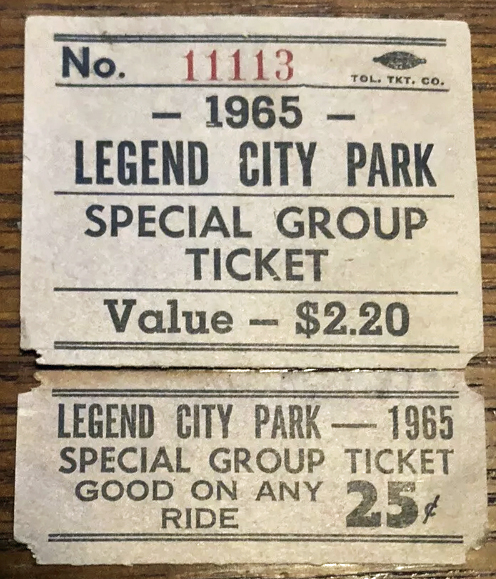 No. 11113
TOL. TKT. CO.
— 1965 —
LEGEND CITY PARK
SPECIAL GROUP
TICKET
Value — $2.20
LEGEND CITY PARK — 1965
SPECIAL GROUP TICKET
GOOD ON ANY
RIDE
25¢